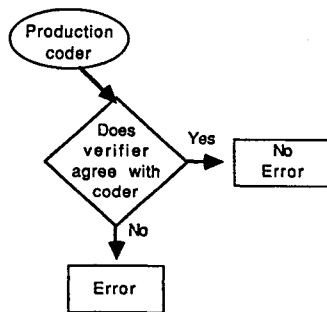 Production
coder
Does
verifier
agree with
coder
Yes
No
Error
No
Error